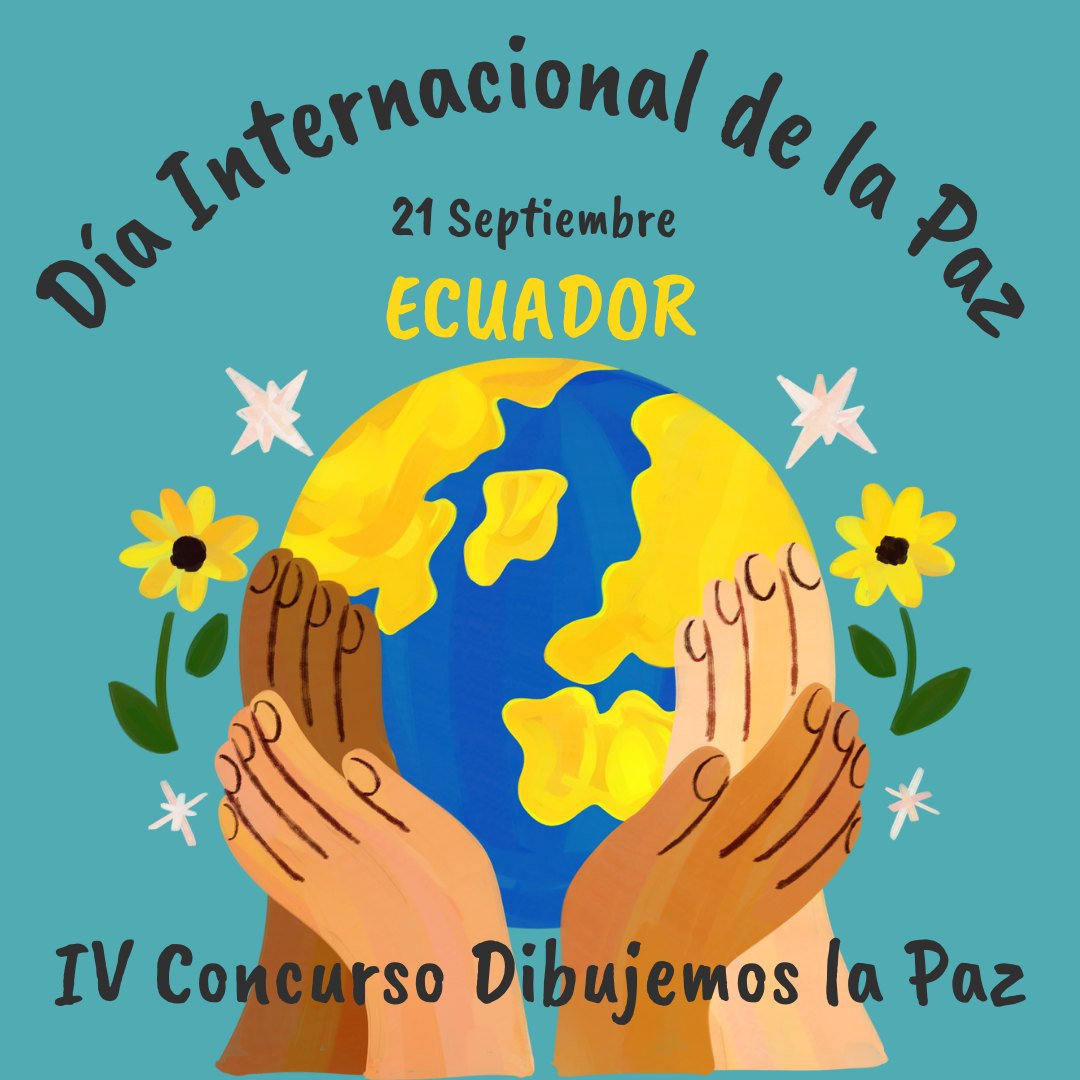 Día Internacional de la Paz
21 Septiembre
ECUADOR
IV Concurso Dibujemos la Paz